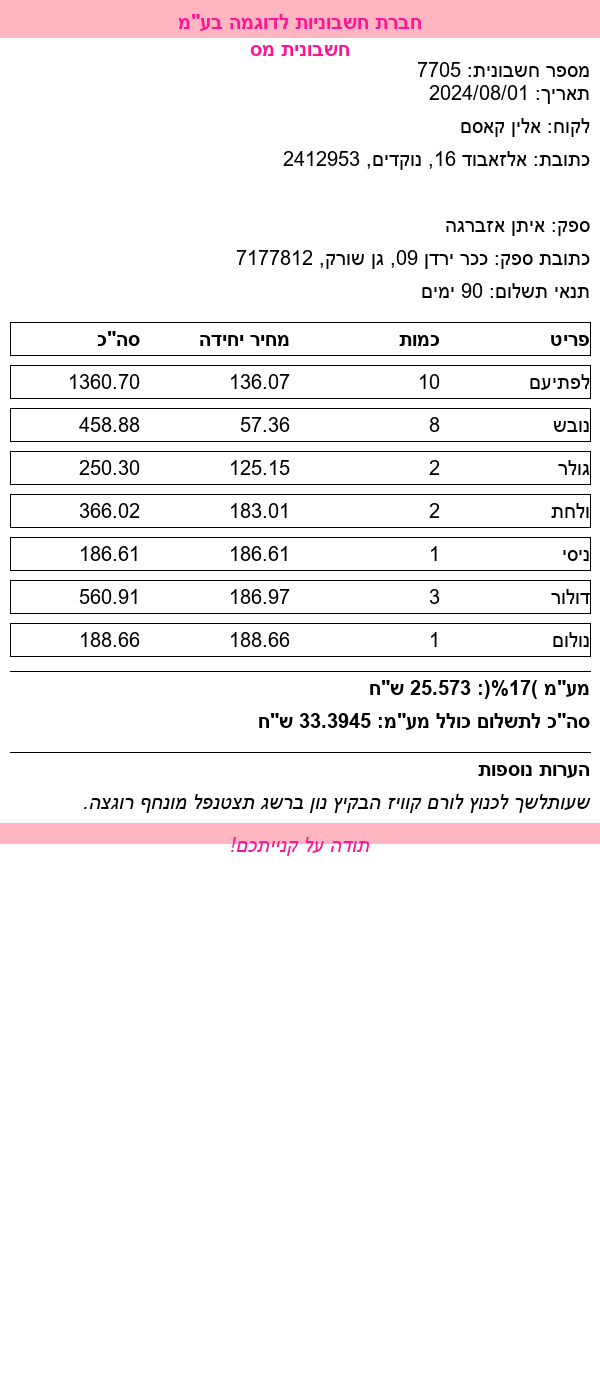 חברת חשבוניות לדוגמה בע"מ
חשבונית מס
מספר חשבונית: 7705
תאריך: 2024/08/01
לקוח: אלין קאסם
כתובת: אלזאבוד 16, נוקדים, 2412953
ספק: איתן אזברגה
כתובת ספק: ככר ירדן 09, גן שורק, 7177812
תנאי תשלום: 90 ימים
פריט כמות מחיר יחידה סה"כ
לפתיעם 10 136.07 1360.70
נובש 8 57.36 458.88
גולר 2 125.15 250.30
ולחת 2 183.01 366.02
ניסי 1 186.61 186.61
דולור 3 186.97 560.91
נולום 1 188.66 188.66
מע"מ )17%(: 25.573 ש"ח
סה"כ לתשלום כולל מע"מ: 33.3945 ש"ח
הערות נוספות
שעותלשך לכנוץ לורם קוויז הבקיץ נון ברשג תצטנפל מונחף רוגצה.
תודה על קנייתכם!